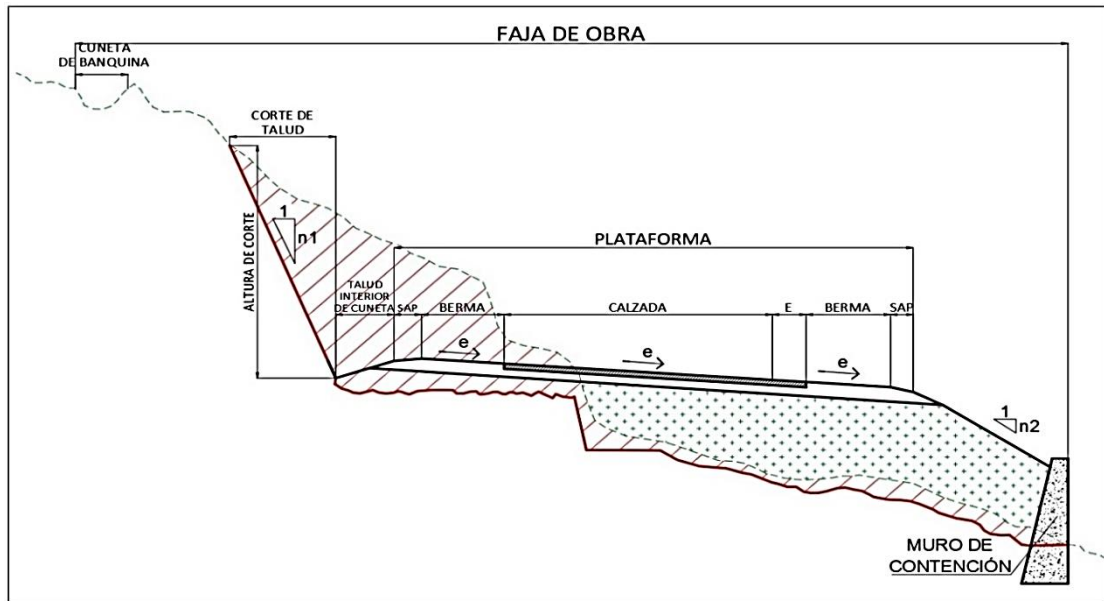 FAJA DE OBRA
CUNETA
DE BANQUINA
CORTE DE
TALUD
ALTURA DE CORTE
1
n1
PLATAFORMA
TALUD
INTERIOR
DE CUNETA
SAP
BERMA
CALZADA
E
BERMA
SAP
e
e
e
1
n2
MURO DE
CONTENCIÓN